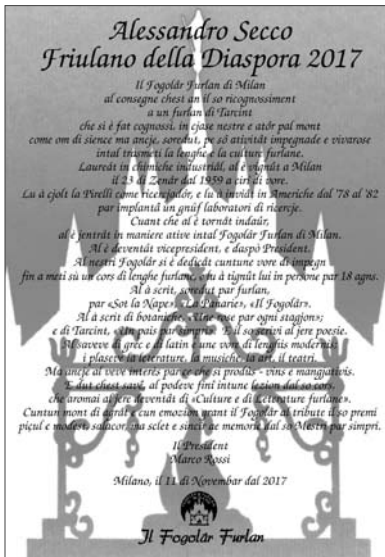 Alessandro Secco
Friulano della Diaspora 2017
Il Fogolâr Furlan di Milan
al consegne chest an il so ricognossiment
a un furlan di Tarcint
che si è fat cognossi, in cjase nestre e atôr pal mont
come om di sience ma ancje, soredut, pe sô ativitât impegnade e vivarose
intal trasmeti la lenghe e la culture furlane.
Laureât in chimiche industriâl, al è vignût a Milan
il 23 di Zenâr dal 1959 a cirî di vore.
Lu à cjolt la Pirelli come ricercjadôr, e lu à inviât in Americhe dal '78 al '82
par implantâ un gnûf laboratori di ricercje.
Cuant che al è tornât indaûr,
al è jentrât in maniere ative intal Fogolâr Furlan di Milan.
Al è deventât vicepresident, e daspò President.
Al nestri Fogolâr si è dedicât cuntune vore di impegn
fin a meti sù un cors di lenghe furlane, che à tignût lui in persone par 18 agns.
Al à scrit, soredut par furlan,
par «Sot la Nape», «La Panarie», «Il Fogolâr».
Al à scrit di botaniche, «Une rose par ogni stagjon»;
e di Tarcint, «Un paîs par simpri». E il so scrivi al jere poesie.
Al saveve di grêc e di latin e une vore di lenghis modernis;
i plaseve la leterature, la musiche, la art, il teatri.
Ma ancje al veve interès par ce che si produs - vins e mangjativis.
E dut chest savê, al podeve finî intune lezion dal so cors,
che aromai al jere deventât di «Culture e di Leterature furlane».
Cuntun mont di agrât e cun emozion grant il Fogolâr al tribute il so premi
piçul e modest, salacor, ma sclet e sincîr ae memorie dal so Mestri par simpri.
Il President
Marco Rossi
Milano, il 11 di Novembar dal 2017
Il Fogolâr Furlan